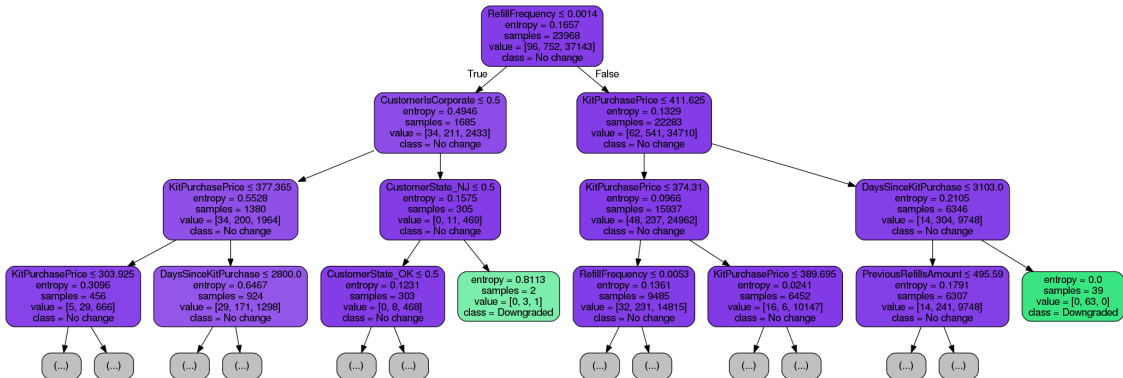 RefillFrequency ≤ 0.0014
entropy = 0.1657
samples = 23968
value = [96, 752, 37143]
class = No change
True
False
CustomerIsCorporate ≤ 0.5
entropy = 0.4946
samples = 1685
value = [34, 211, 2433]
class = No change
KitPurchasePrice ≤ 411.625
entropy = 0.1329
samples = 22283
value = [62, 541, 34710]
class = No change
KitPurchasePrice ≤ 377.365
entropy = 0.5528
samples = 1380
value = [34, 200, 1964]
class = No change
CustomerState_NJ ≤ 0.5
entropy = 0.1575
samples = 305
value = [0, 11, 469]
class = No change
KitPurchasePrice ≤ 374.31
entropy = 0.0966
samples = 15937
value = [48, 237, 24962]
class = No change
DaysSinceKitPurchase ≤ 3103.0
entropy = 0.2105
samples = 6346
value = [14, 304, 9748]
class = No change
KitPurchasePrice ≤ 303.925
entropy = 0.3096
samples = 456
value = [5, 29, 666]
class = No change
DaysSinceKitPurchase ≤ 2800.0
entropy = 0.6467
samples = 924
value = [29, 171, 1298]
class = No change
CustomerState_OK ≤ 0.5
entropy = 0.1231
samples = 303
value = [0, 8, 468]
class = No change
entropy = 0.8113
samples = 2
value = [0, 3, 1]
class = Downgraded
RefillFrequency ≤ 0.0053
entropy = 0.1361
samples = 9485
value = [32, 231, 14815]
class = No change
KitPurchasePrice ≤ 389.695
entropy = 0.0241
samples = 6452
value = [16, 6, 10147]
class = No change
PreviousRefillsAmount ≤ 495.59
entropy = 0.1791
samples = 6307
value = [14, 241, 9748]
class = No change
entropy = 0.0
samples = 39
value = [0, 63, 0]
class = Downgraded
(...)
(...)
(...)
(...)
(...)
(...)
(...)
(...)
(...)
(...)
(...)
(...)